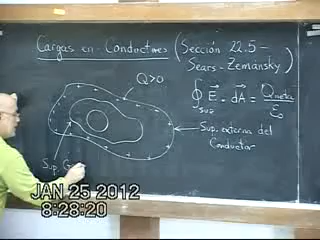 Cargas en Conductores (Sección 22.5-
Sears-Zemansky)
Q>0
∮ E · dA = Qneta / ε₀
Sup. externa del
Conductor
Sup. G
JAN 25 2012
8:28:20